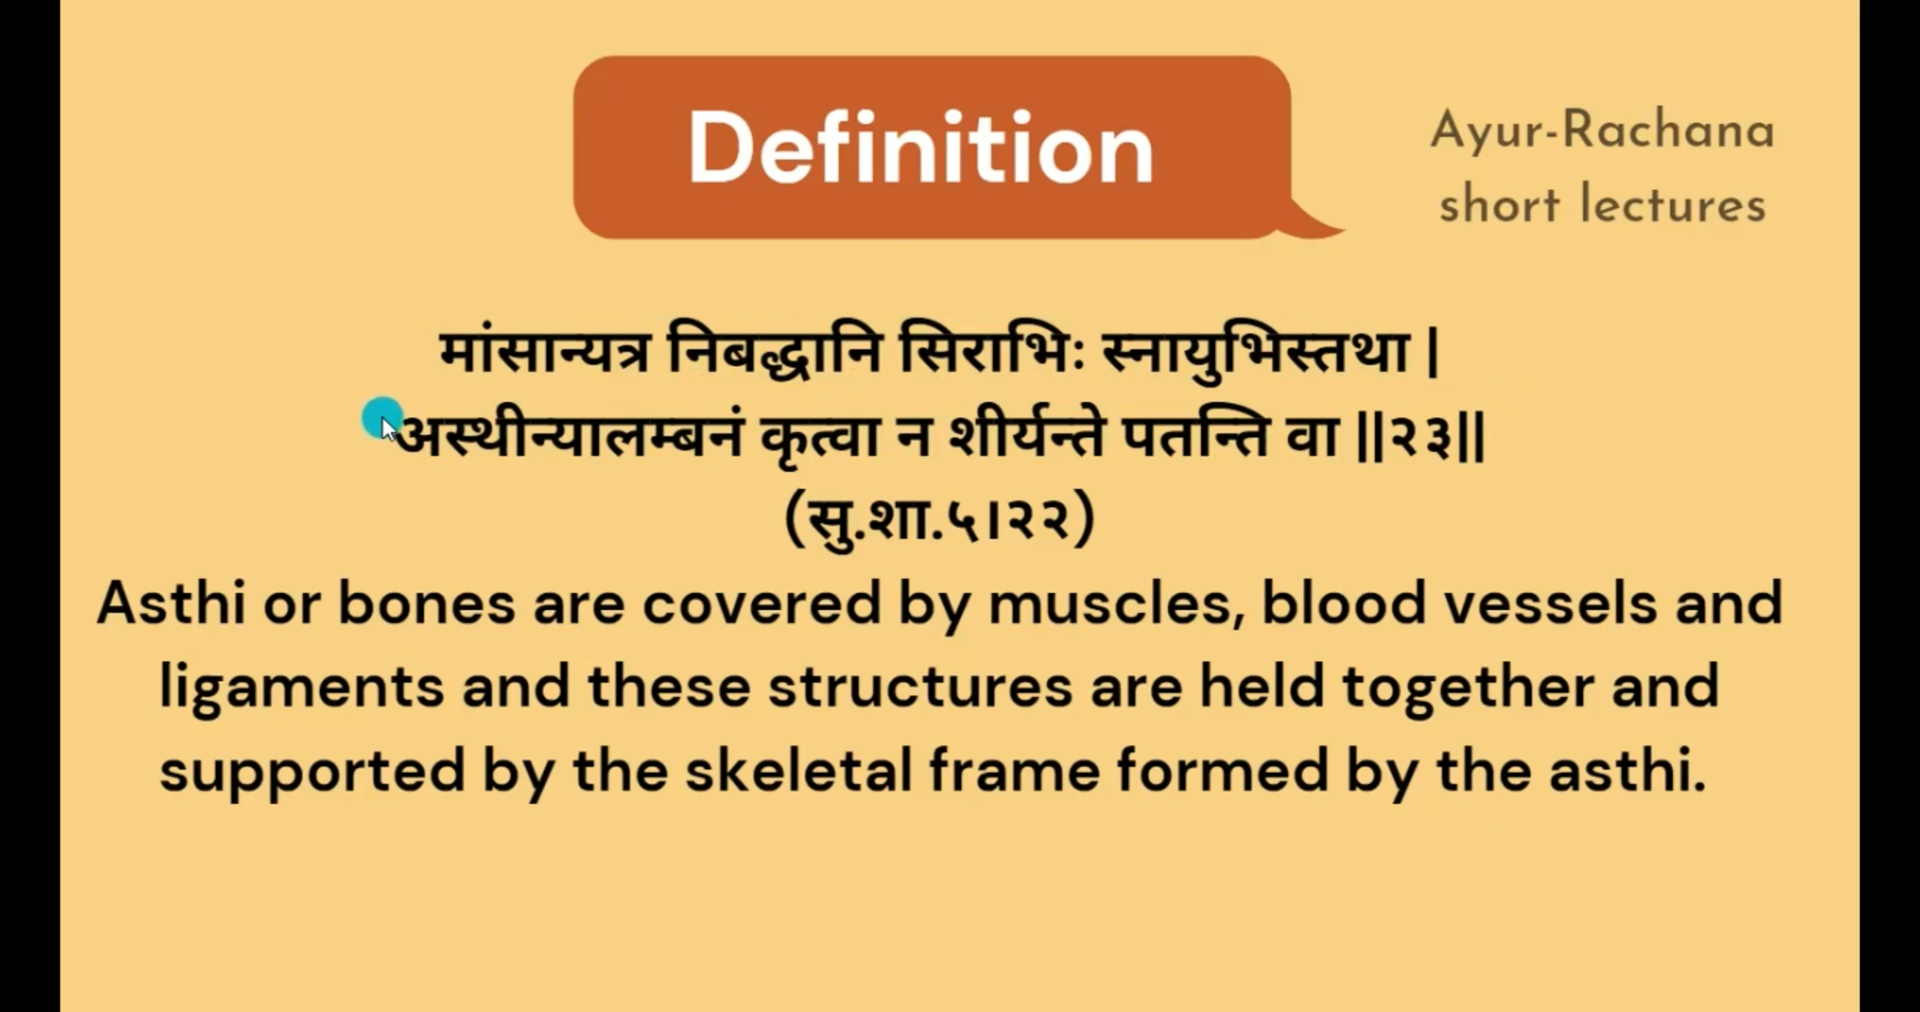 Definition
Ayur-Rachana
short lectures
मांसान्यत्र निबद्धानि सिराभिः स्नायुभिस्तथा |
अस्थीन्यालम्बनं कृत्वा न शीर्यन्ते पतन्ति वा ||२३||
(सु.शा.५।२२)
Asthi or bones are covered by muscles, blood vessels and
ligaments and these structures are held together and
supported by the skeletal frame formed by the asthi.